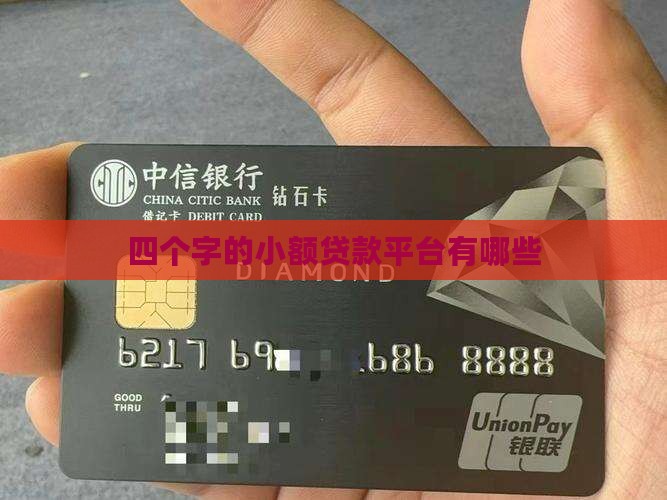 中信银行
CHINA CITIC BANK
钻石卡
借记卡 DEBIT CARD
四个字的小额贷款平台有哪些
DIAMOND
6217 69 686 8888
GOOD
THRU
UnionPay
银联